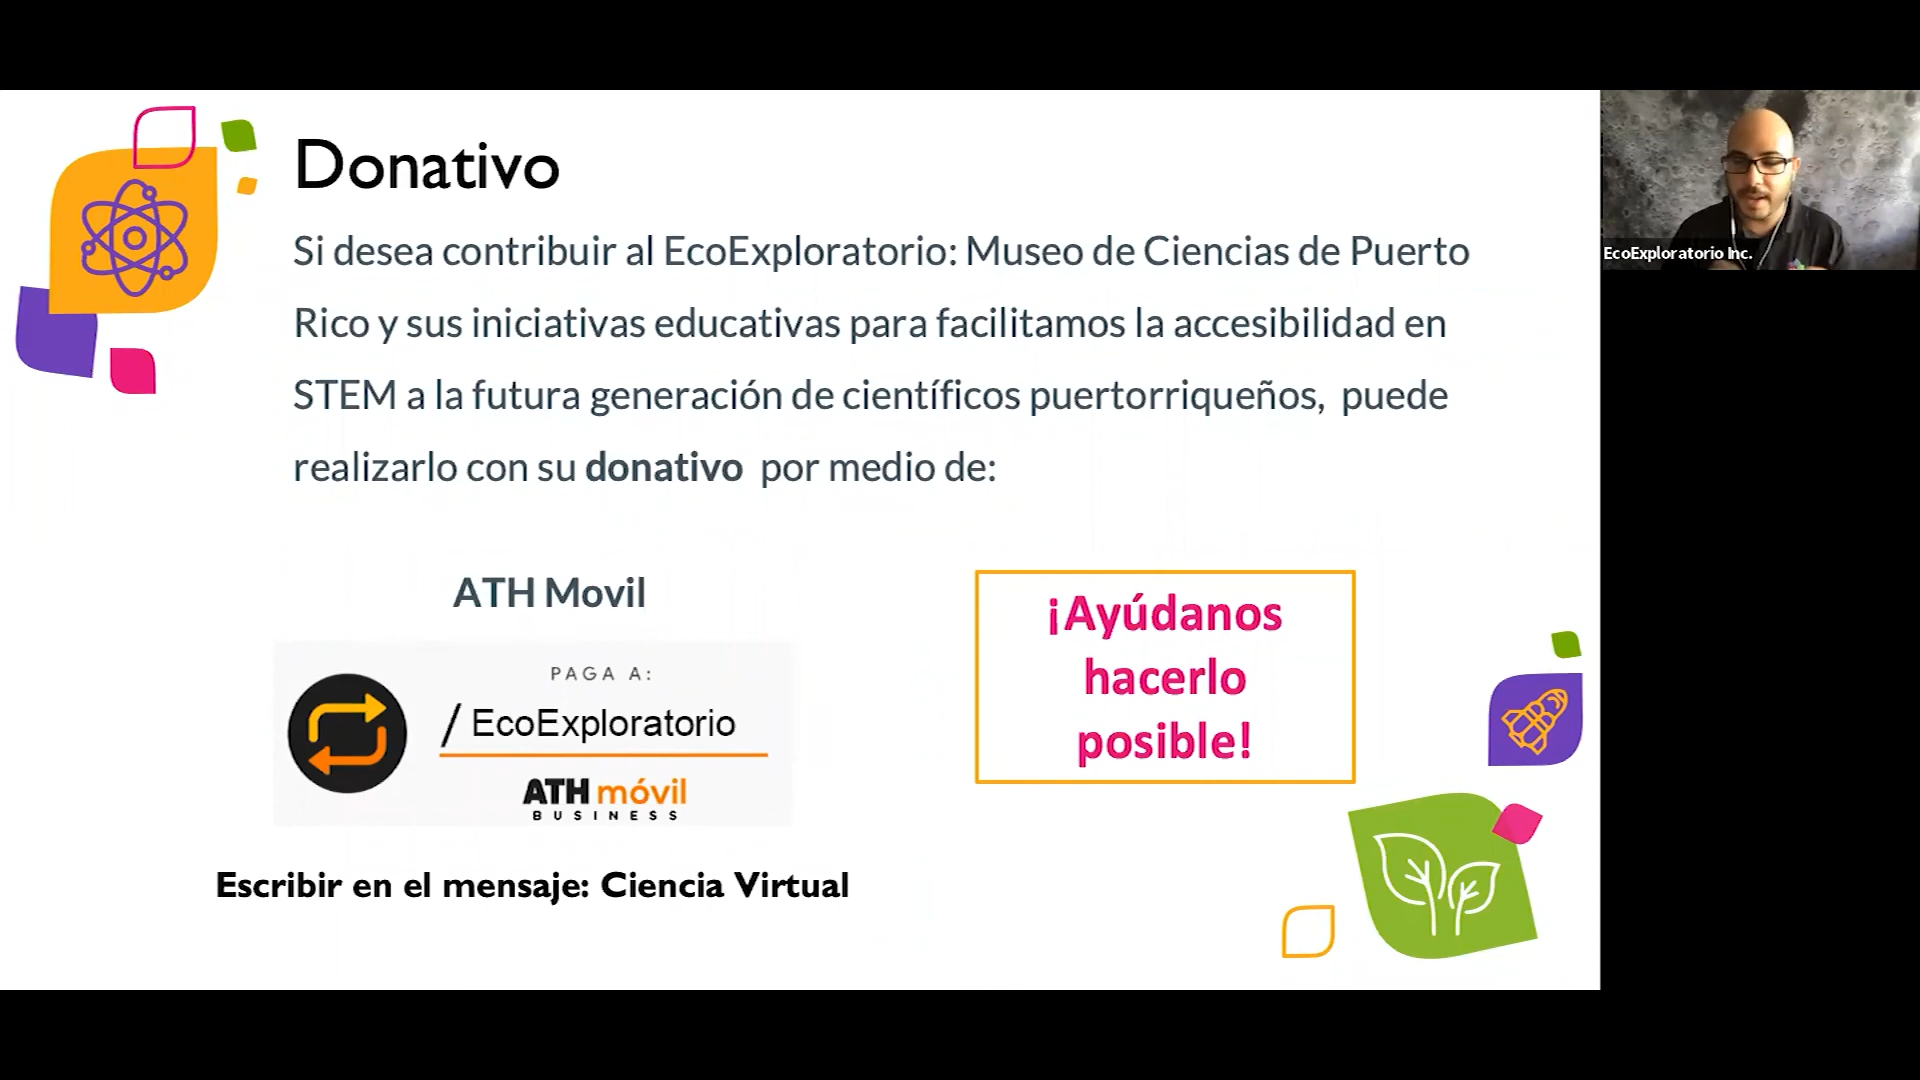 Donativo
Si desea contribuir al EcoExploratorio: Museo de Ciencias de Puerto
Rico y sus iniciativas educativas para facilitamos la accesibilidad en
STEM a la futura generación de científicos puertorriqueños, puede
realizarlo con su donativo por medio de:
ATH Movil
PAGA A:
/ EcoExploratorio
ATH móvil
BUSINESS
Escribir en el mensaje: Ciencia Virtual
¡Ayúdanos
hacerlo
posible!
EcoExploratorio Inc.